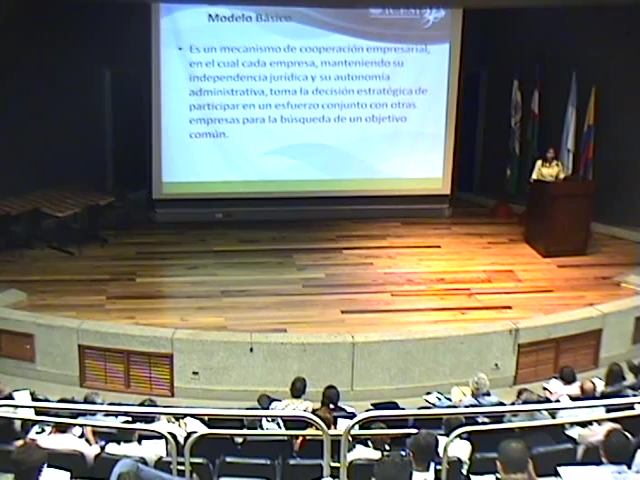 Modelo Básico
ICESI
• Es un mecanismo de cooperación empresarial,
en el cual cada empresa, manteniendo su
independencia jurídica y su autonomía
administrativa, toma la decisión estratégica de
participar en un esfuerzo conjunto con otras
empresas para la búsqueda de un objetivo
común.